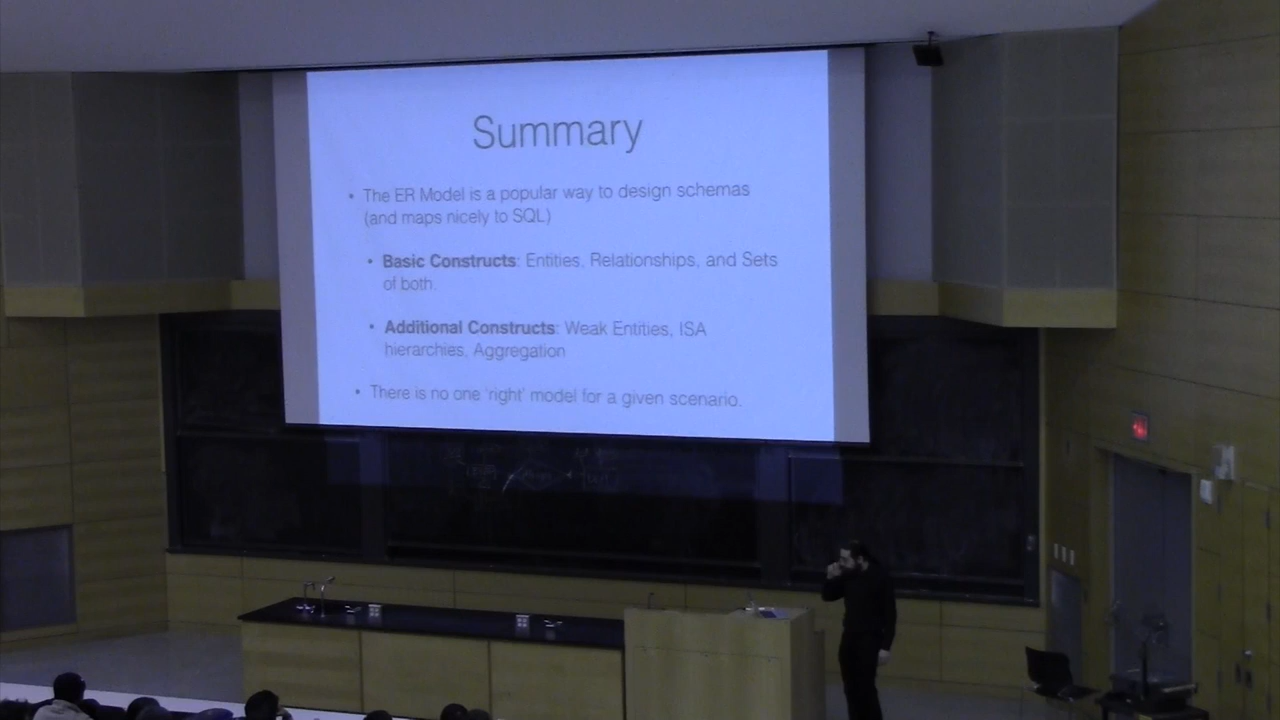 Summary
• The ER Model is a popular way to design schemas
(and maps nicely to SQL)
• Basic Constructs: Entities, Relationships, and Sets
of both.
• Additional Constructs: Weak Entities, ISA
hierarchies, Aggregation
• There is no one ‘right’ model for a given scenario.